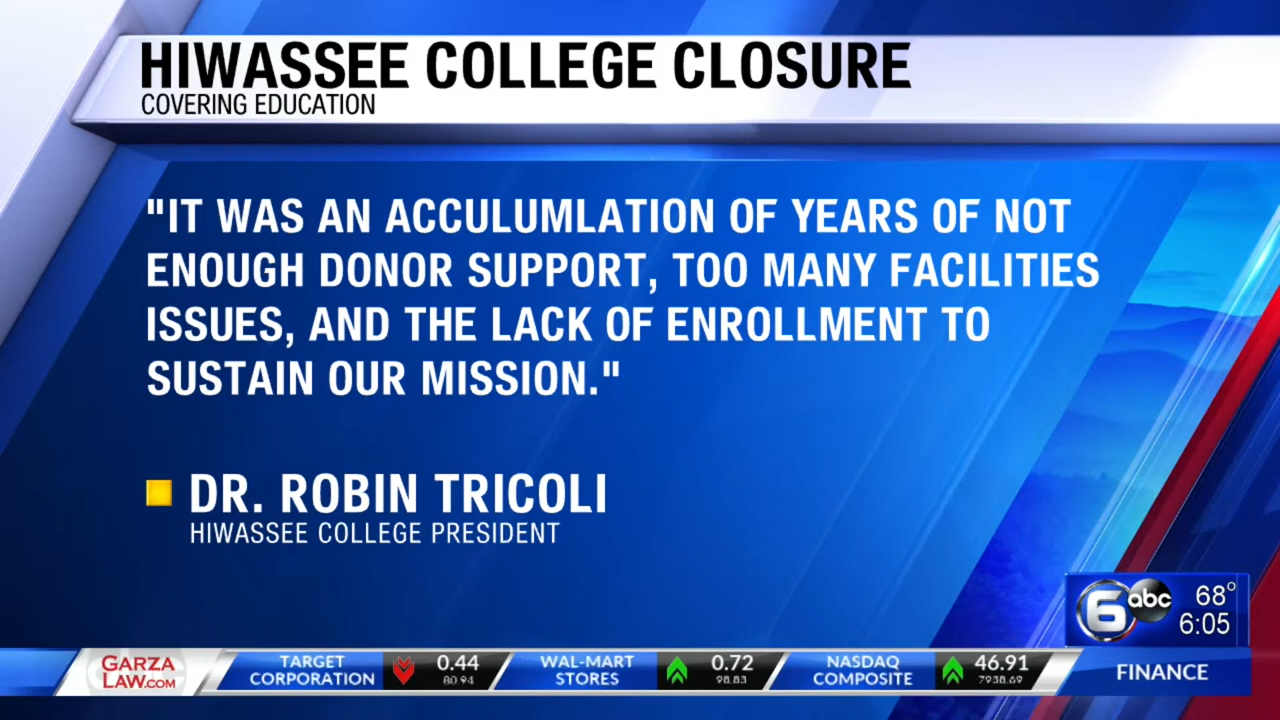 HIWASSEE COLLEGE CLOSURE
COVERING EDUCATION
"IT WAS AN ACCULUMLATION OF YEARS OF NOT
ENOUGH DONOR SUPPORT, TOO MANY FACILITIES
ISSUES, AND THE LACK OF ENROLLMENT TO
SUSTAIN OUR MISSION."
DR. ROBIN TRICOLI
HIWASSEE COLLEGE PRESIDENT
6 abc 68°
6:05
GARZA
LAW.COM
TARGET
CORPORATION
0.44
80.94
WAL-MART
STORES
0.72
98.83
NASDAQ
COMPOSITE
46.91
7938.69
FINANCE